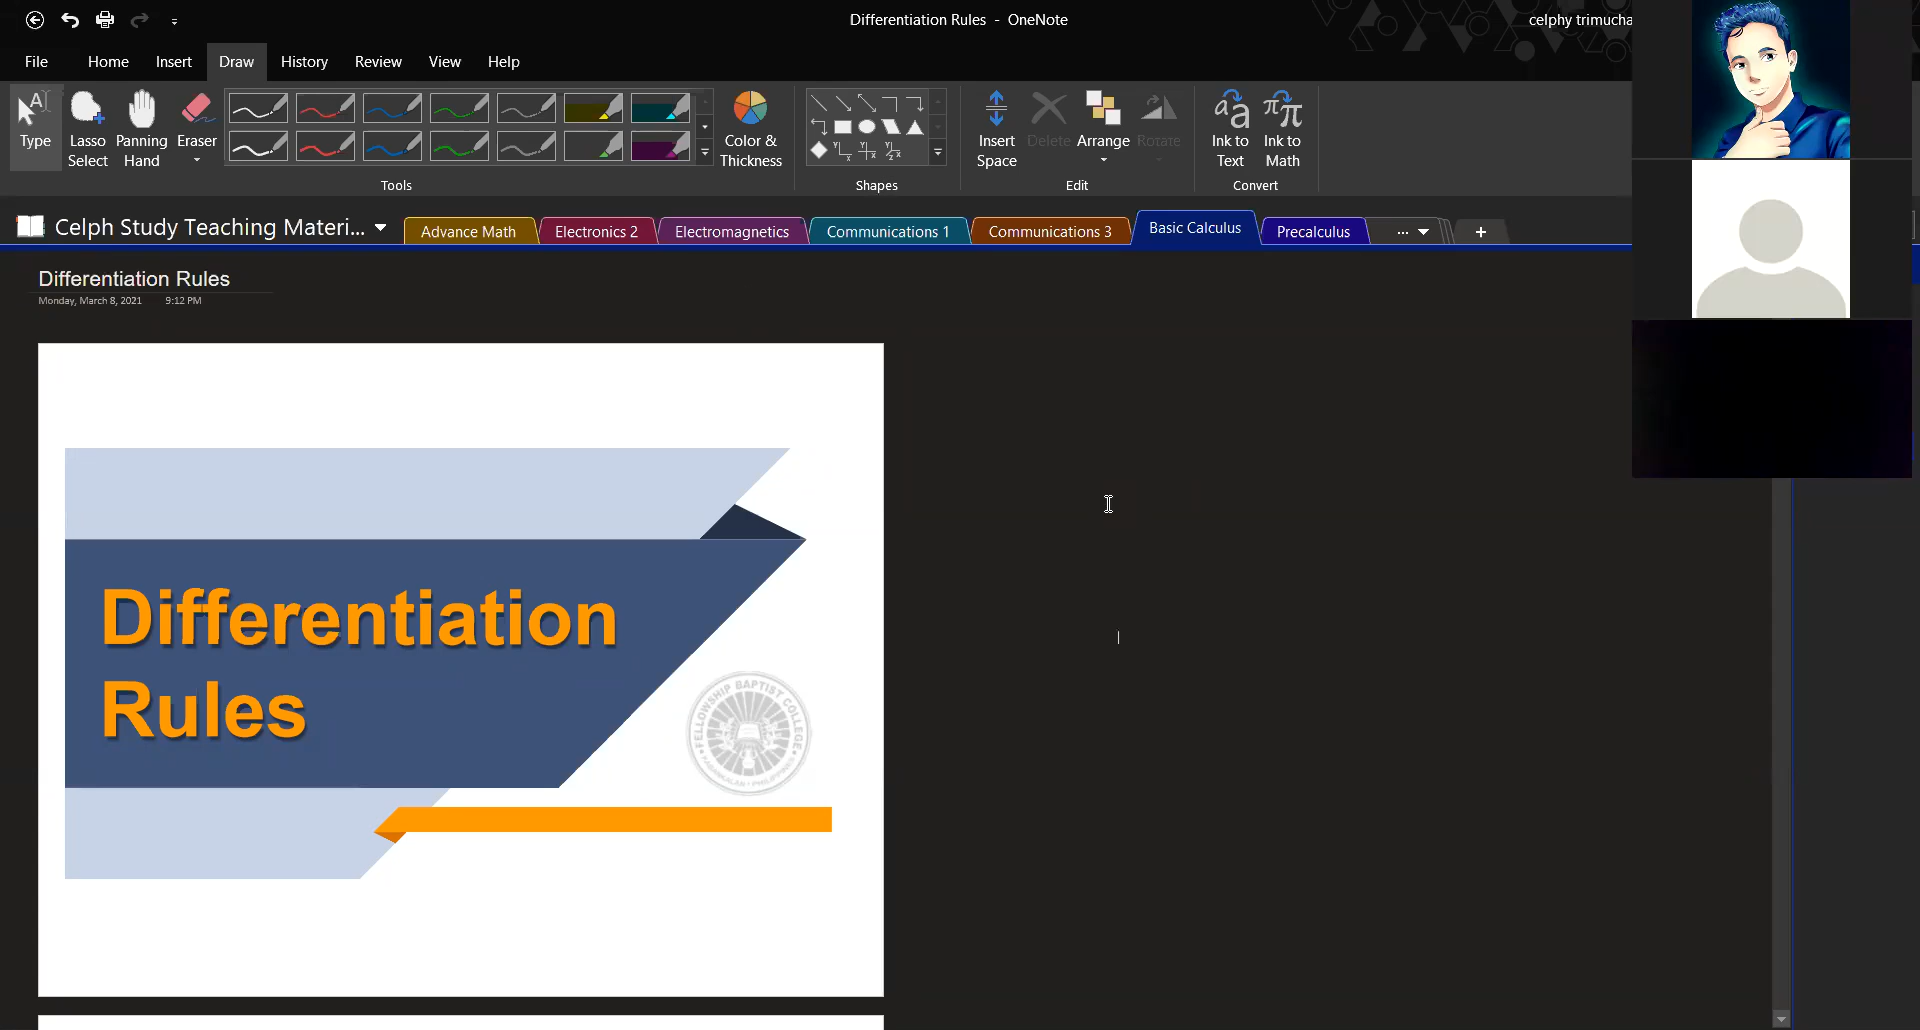 Differentiation Rules - OneNote
celphy trimucha
File Home Insert Draw History Review View Help
Type
Lasso Select
Panning Hand
Eraser
Color & Thickness
Insert Space
Delete
Arrange
Rotate
Ink to Text
Ink to Math
Tools
Shapes
Edit
Convert
Celph Study Teaching Materi...
Advance Math
Electronics 2
Electromagnetics
Communications 1
Communications 3
Basic Calculus
Precalculus
...
Differentiation Rules
Monday, March 8, 2021 9:12 PM
Differentiation
Rules
FELLOWSHIP BAPTIST COLLEGE